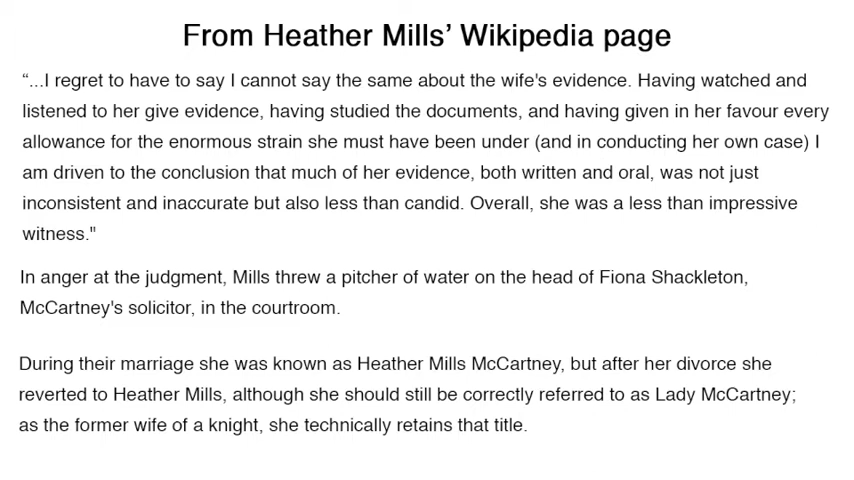 From Heather Mills’ Wikipedia page
“...I regret to have to say I cannot say the same about the wife's evidence. Having watched and
listened to her give evidence, having studied the documents, and having given in her favour every
allowance for the enormous strain she must have been under (and in conducting her own case) I
am driven to the conclusion that much of her evidence, both written and oral, was not just
inconsistent and inaccurate but also less than candid. Overall, she was a less than impressive
witness."
In anger at the judgment, Mills threw a pitcher of water on the head of Fiona Shackleton,
McCartney's solicitor, in the courtroom.
During their marriage she was known as Heather Mills McCartney, but after her divorce she
reverted to Heather Mills, although she should still be correctly referred to as Lady McCartney;
as the former wife of a knight, she technically retains that title.